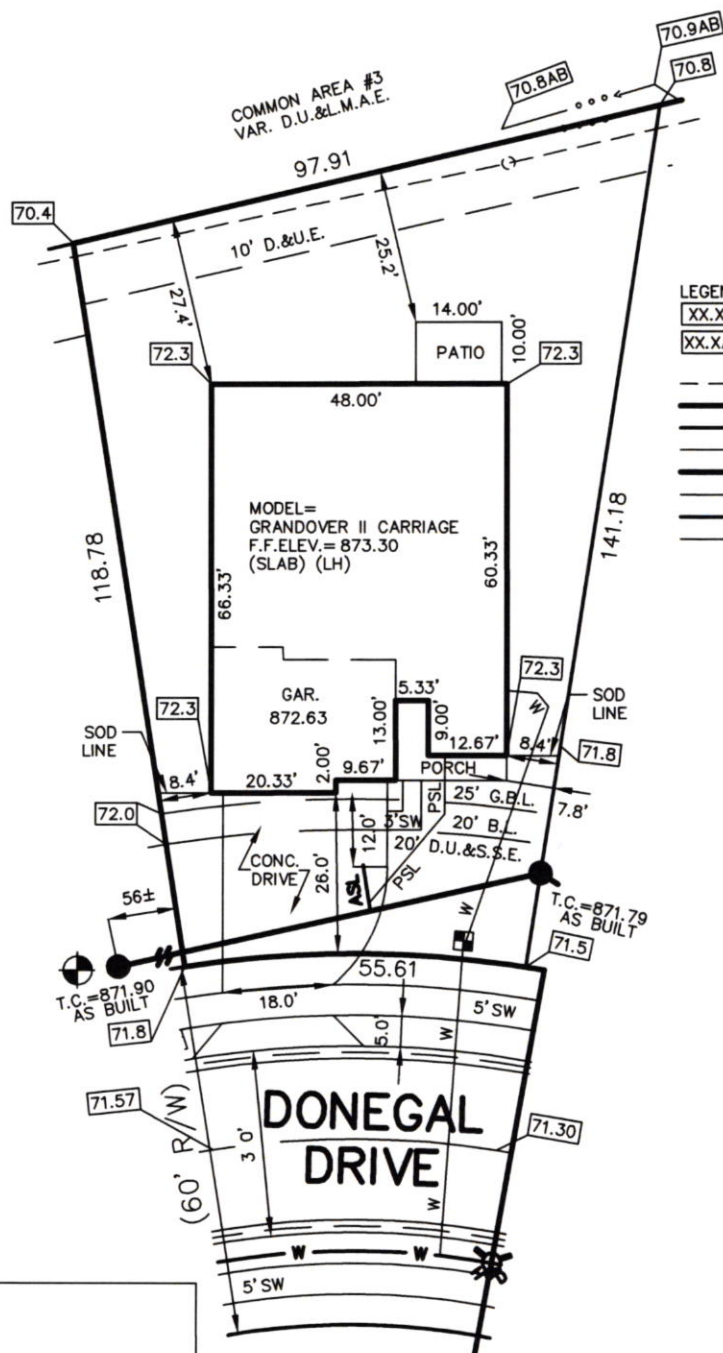 70.9AB
70.8AB
70.8
COMMON AREA #3
VAR. D.U.&L.M.A.E.
97.91
70.4
10' D.&U.E.
27.4'
25.2'
14.00'
PATIO
10.00'
72.3
72.3
48.00'
118.78
141.18
MODEL=
GRANDOVER II CARRIAGE
F.F.ELEV.= 873.30
(SLAB) (LH)
66.33'
60.33'
GAR.
872.63
5.33'
13.00'
9.00'
12.67'
72.3
72.3
W
SOD
LINE
SOD
LINE
8.4'
8.4'
71.8
20.33'
2.00'
9.67'
PORCH
PSL
25' G.B.L.
7.8'
3'SW
20' B.L.
20'
D.U.&S.S.E.
72.0
12.0'
26.0'
CONC.
DRIVE
ASL
PSL
56±
W
T.C.=871.79
AS BUILT
T.C.=871.90
AS BUILT
55.61
71.5
71.8
18.0'
5' SW
5.0'
W
DONEGAL
DRIVE
71.57
71.30
(60' R/W)
3 0'
W
W
W
5' SW
LEGEN
XX.X
XX.X